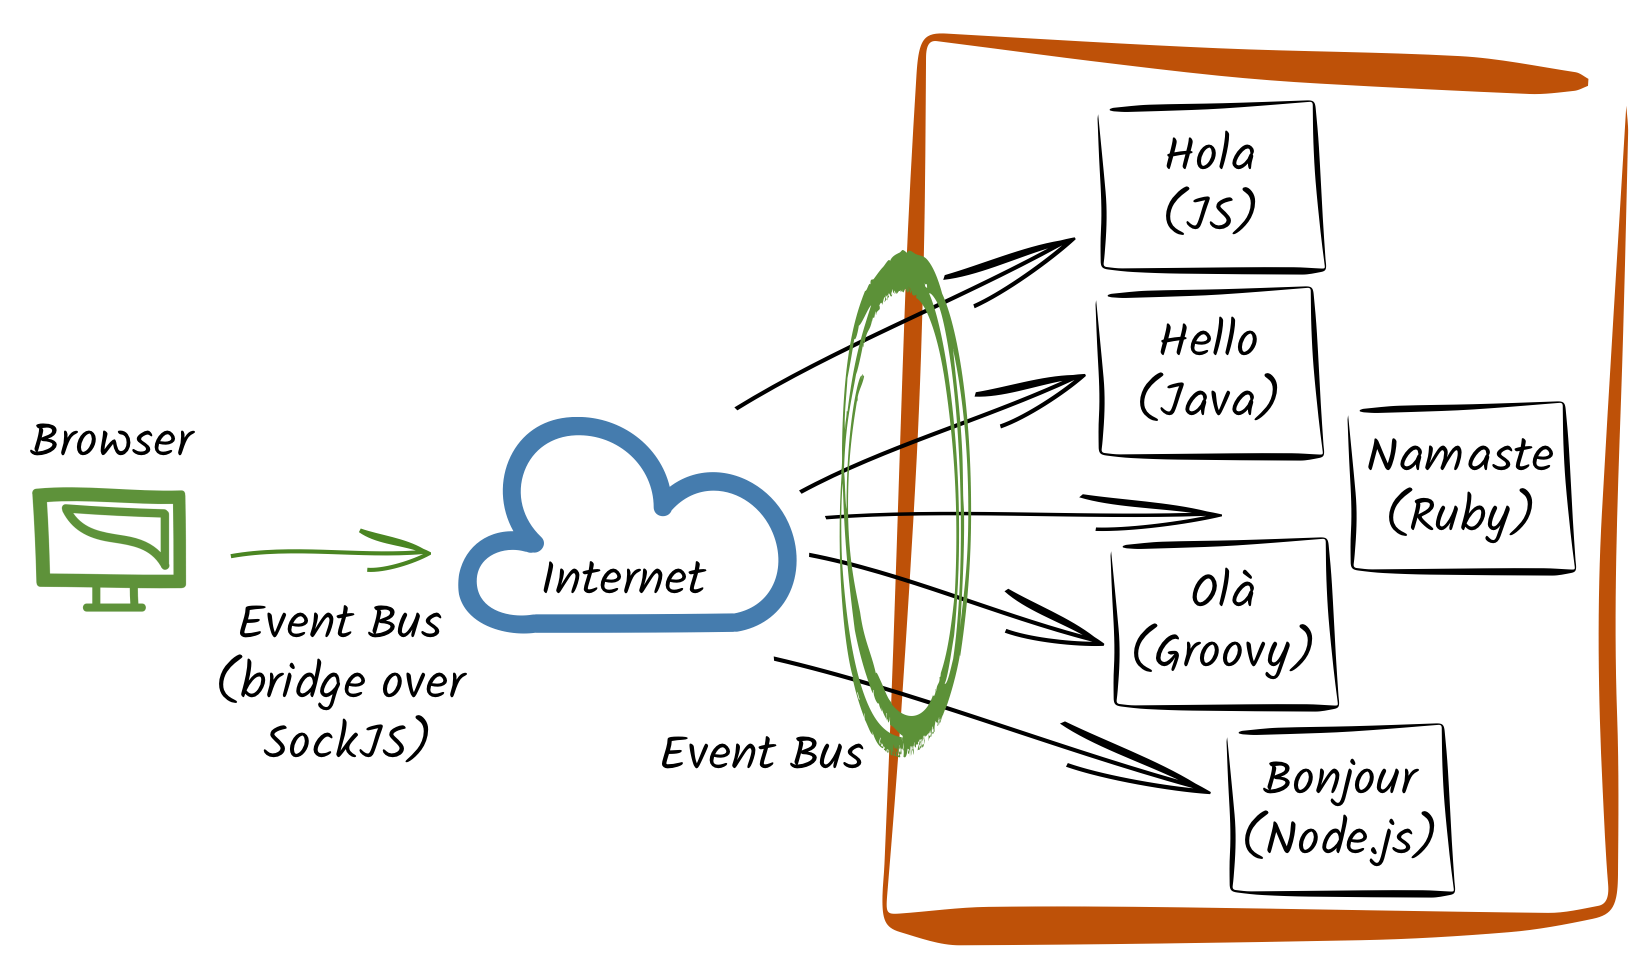 Browser
Event Bus
(bridge over
SockJS)
Internet
Event Bus
Hola
(JS)
Hello
(Java)
Namaste
(Ruby)
Olà
(Groovy)
Bonjour
(Node.js)